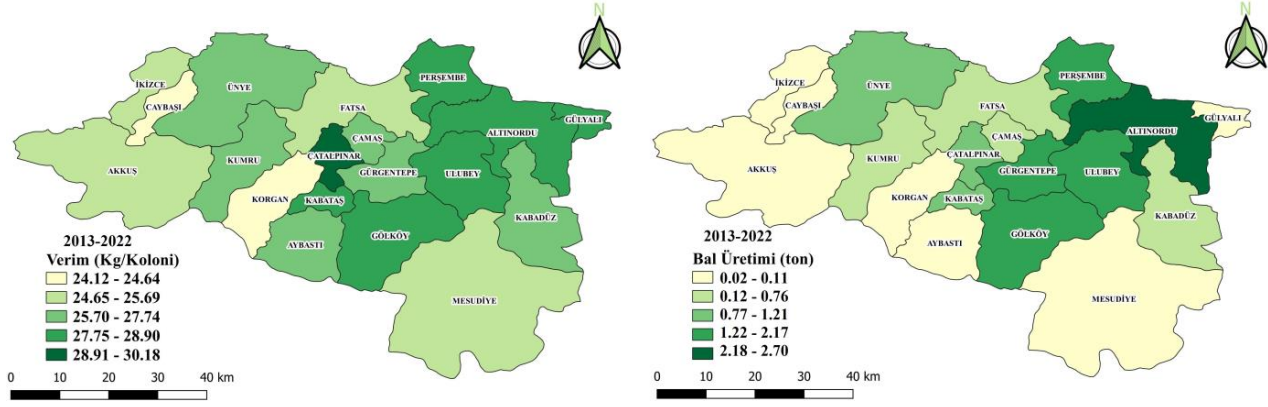 N
İKİZCE
ÇAYBAŞI
ÜNYE
PERŞEMBE
FATSA
GÜLYALI
ALTINORDU
ÇAMAŞ
ÇATALPINAR
KUMRU
AKKUŞ
GÜRGENTEPE
ULUBEY
KORGAN
KABATAŞ
KABADÜZ
AYBASTI
GÖLKÖY
MESUDİYE
2013-2022
Verim (Kg/Koloni)
24.12 - 24.64
24.65 - 25.69
25.70 - 27.74
27.75 - 28.90
28.91 - 30.18
0 10 20 30 40 km
N
İKİZCE
ÇAYBAŞI
ÜNYE
PERŞEMBE
FATSA
GÜLYALI
ALTINORDU
ÇAMAŞ
ÇATALPINAR
KUMRU
AKKUŞ
GÜRGENTEPE
ULUBEY
KORGAN
KABATAŞ
KABADÜZ
AYBASTI
GÖLKÖY
MESUDİYE
2013-2022
Bal Üretimi (ton)
0.02 - 0.11
0.12 - 0.76
0.77 - 1.21
1.22 - 2.17
2.18 - 2.70
0 10 20 30 40 km